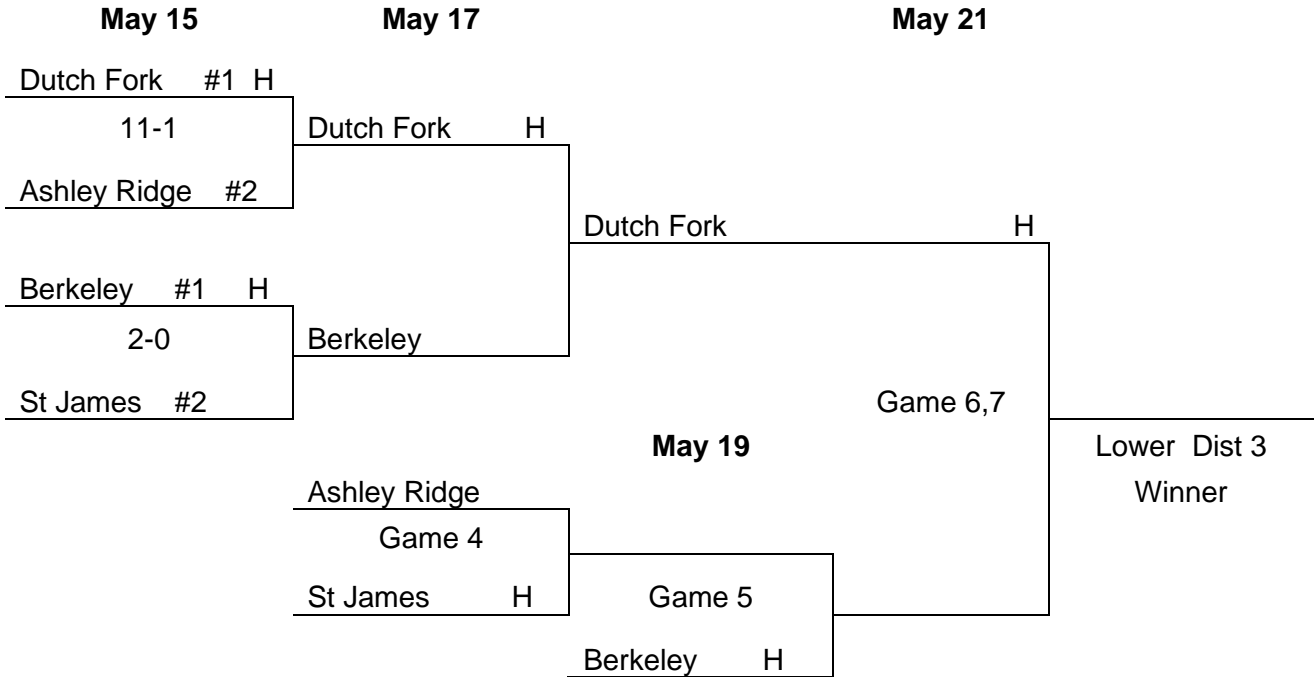 May 15 May 17 May 21
Dutch Fork #1 H
11-1 Dutch Fork H
Ashley Ridge #2
Dutch Fork H
Berkeley #1 H
2-0 Berkeley
St James #2 Game 6,7
May 19 Lower Dist 3
Ashley Ridge Winner
Game 4
St James H Game 5
Berkeley H